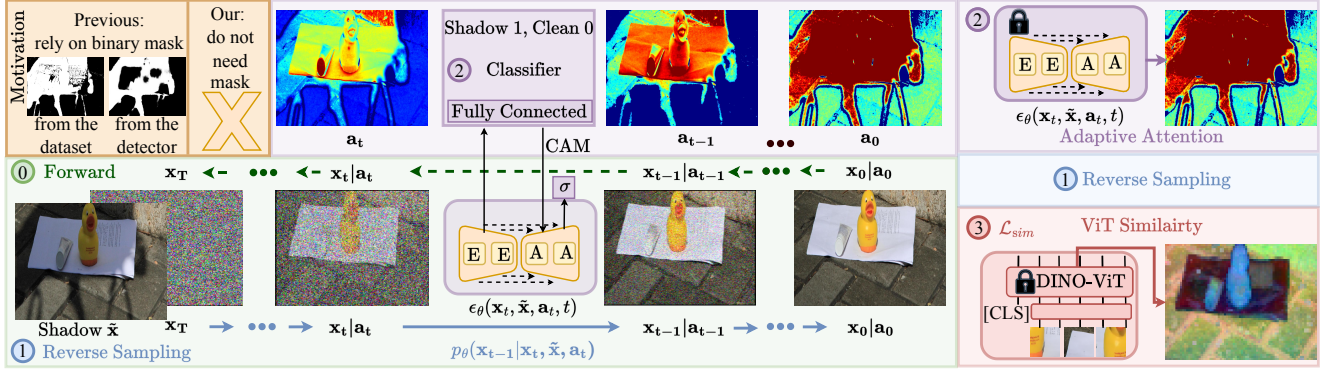 Motivation
Previous:
rely on binary mask
from the
dataset
from the
detector
Our:
do not
need
mask
X
a_t
Shadow 1, Clean 0
2 Classifier
Fully Connected
CAM
a_{t−1}
•••
a_0
0 Forward
x_T
•••
x_t|a_t
x_{t−1}|a_{t−1}
•••
x_0|a_0
σ
E E A A
ϵ_θ(x_t, x̃, a_t, t)
Shadow x̃
x_T
•••
x_t|a_t
x_{t−1}|a_{t−1}
•••
x_0|a_0
1 Reverse Sampling
p_θ(x_{t−1}|x_t, x̃, a_t)
2
E E A A
ϵ_θ(x_t, x̃, a_t, t)
Adaptive Attention
1 Reverse Sampling
3 ℒ_{sim} ViT Similairty
DINO-ViT
[CLS]